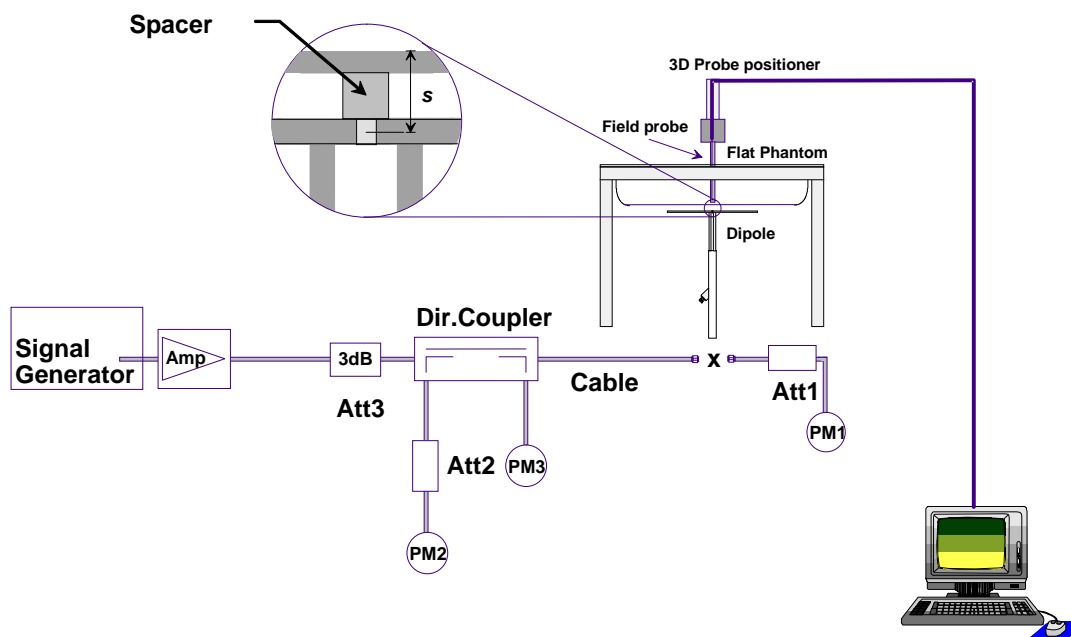 Spacer
s
3D Probe positioner
Field probe
Flat Phantom
Dipole
Signal
Generator
Amp
3dB
Att3
Dir.Coupler
Cable
X
Att1
PM1
Att2
PM3
PM2